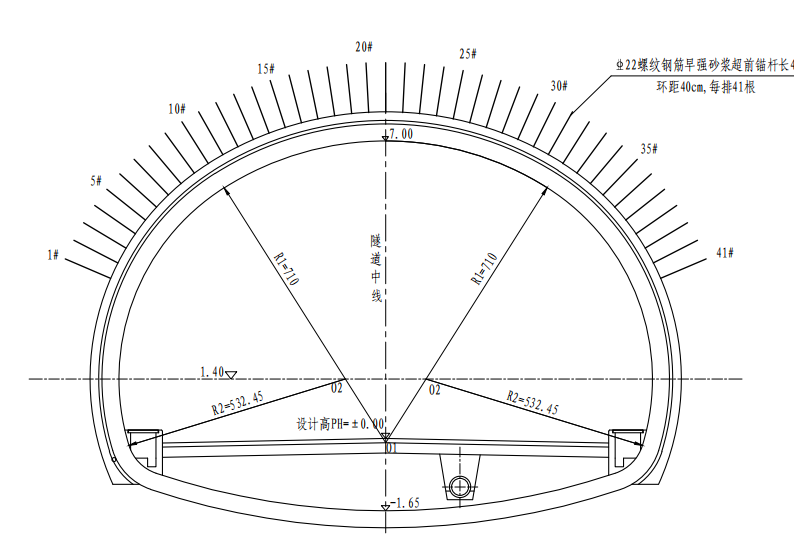 20#
25#
15#
Φ22螺纹钢筋早强砂浆超前锚杆长4
30#
环距40cm,每排41根
10#
7.00
35#
5#
隧道中线
1#
41#
R1=710
R1=710
1.40
O2
O2
R2=532.45
R2=532.45
设计高PH=±0.00
O1
-1.65